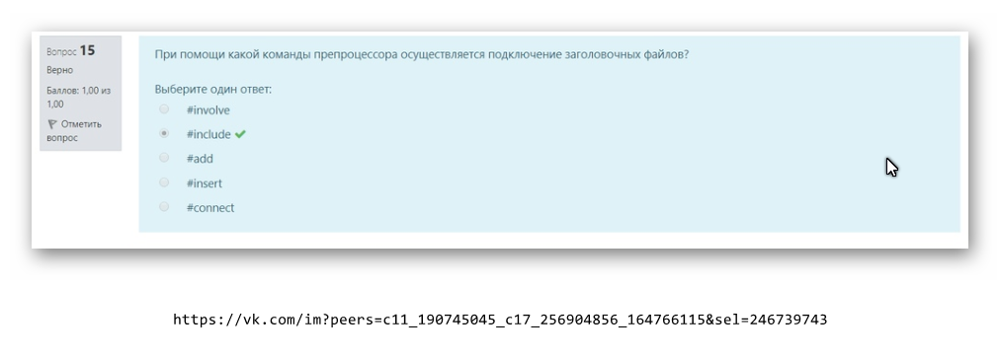 Вопрос 15
Верно
Баллов: 1,00 из
1,00
Отметить
вопрос
При помощи какой команды препроцессора осуществляется подключение заголовочных файлов?
Выберите один ответ:
#involve
#include
#add
#insert
#connect
https://vk.com/im?peers=c11_190745045_c17_256904856_164766115&sel=246739743